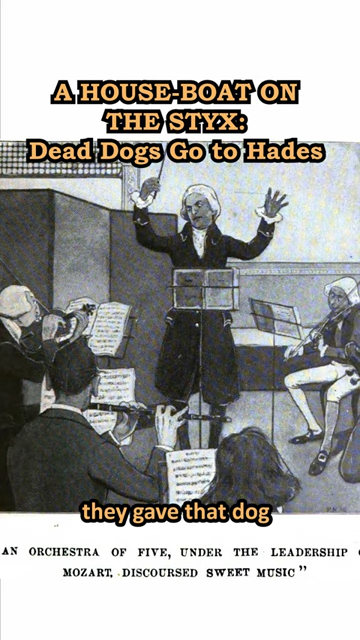 A HOUSE-BOAT ON
THE STYX:
Dead Dogs Go to Hades
they gave that dog
AN ORCHESTRA OF FIVE, UNDER THE LEADERSHIP
MOZART, DISCOURSED SWEET MUSIC"